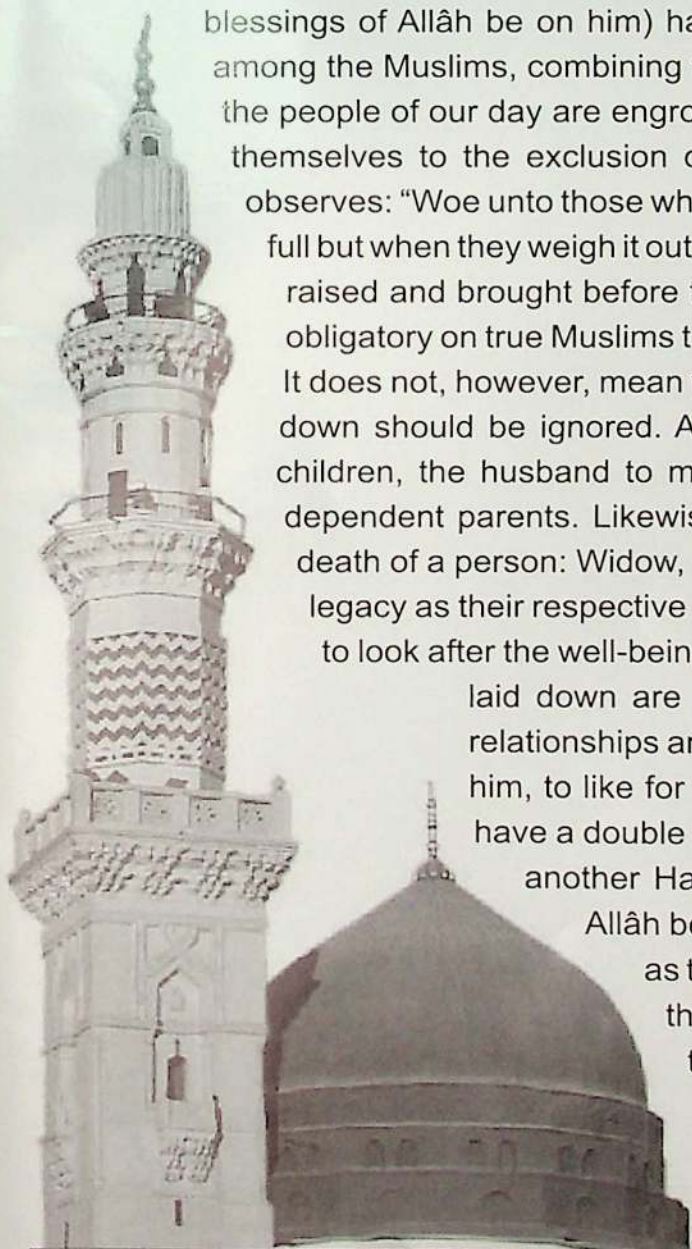 blessings of Allâh be on him) ha
among the Muslims, combining
the people of our day are engro
themselves to the exclusion
observes: “Woe unto those wh
full but when they weigh it out
raised and brought before
obligatory on true Muslims t
It does not, however, mean
down should be ignored. A
children, the husband to m
dependent parents. Likewis
death of a person: Widow,
legacy as their respective
to look after the well-bein
laid down are
relationships ar
him, to like for
have a double
another Ha
Allâh be
as t
th
t